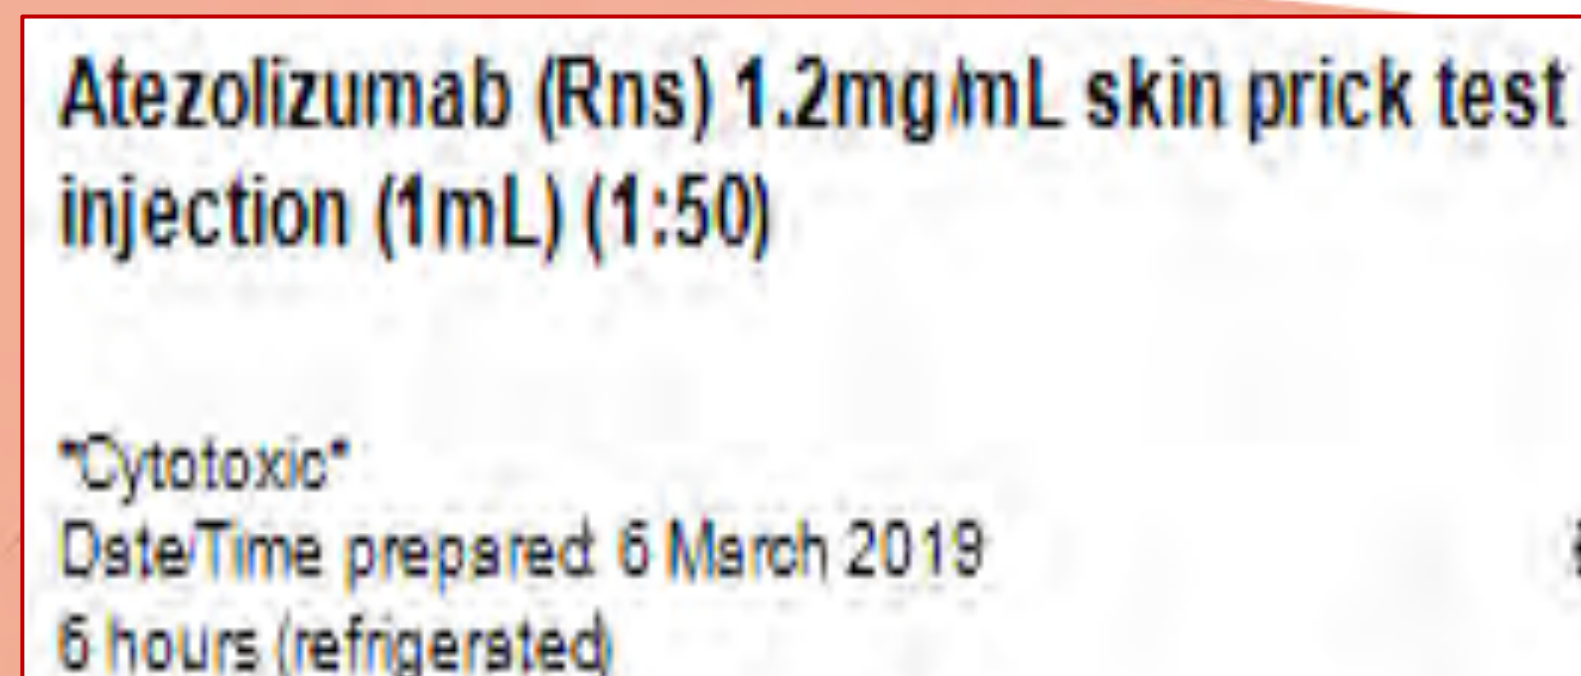 Atezolizumab (Rns) 1.2mg/mL skin prick test
injection (1mL) (1:50)
"Cytotoxic"
Date/Time prepared: 6 March 2019
6 hours (refrigerated)